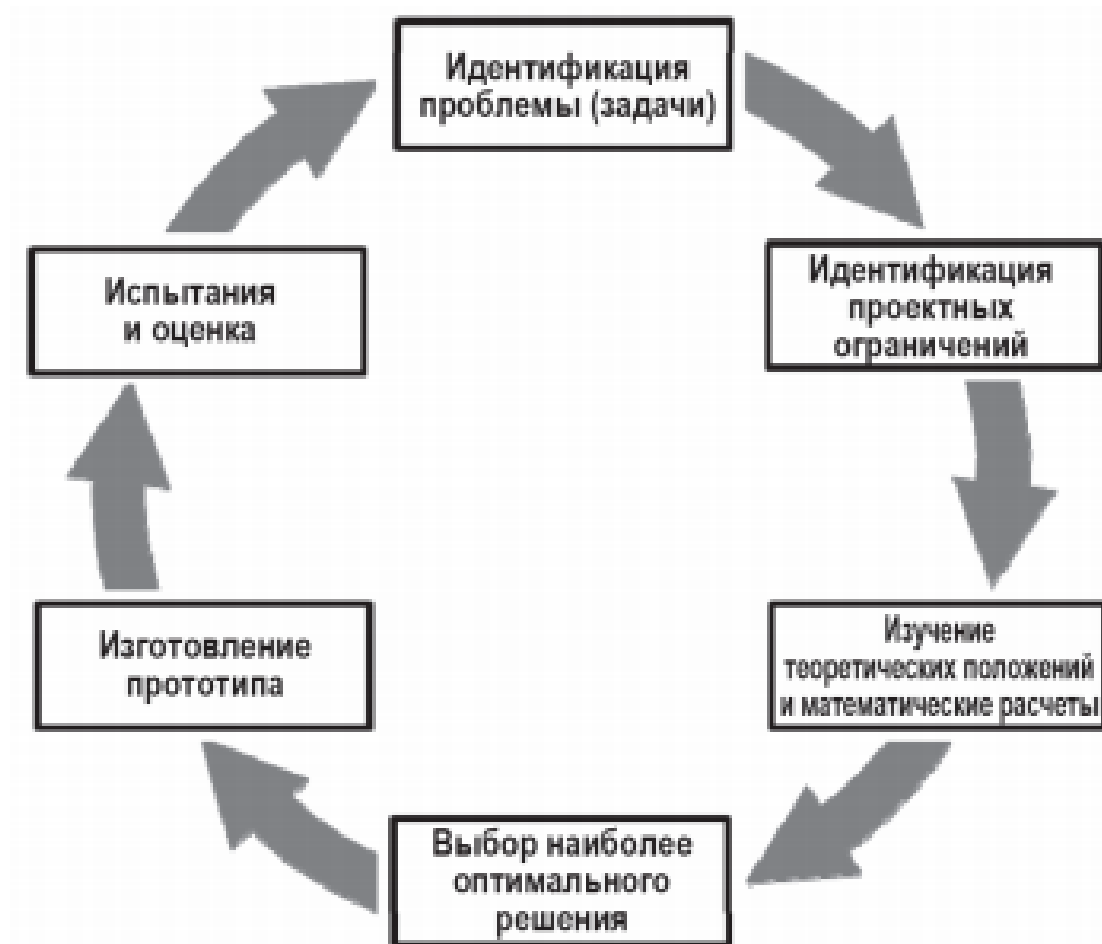 Идентификация
проблемы (задачи)
Идентификация
проектных
ограничений
Изучение
теоретических положений
и математические расчеты
Выбор наиболее
оптимального
решения
Изготовление
прототипа
Испытания
и оценка